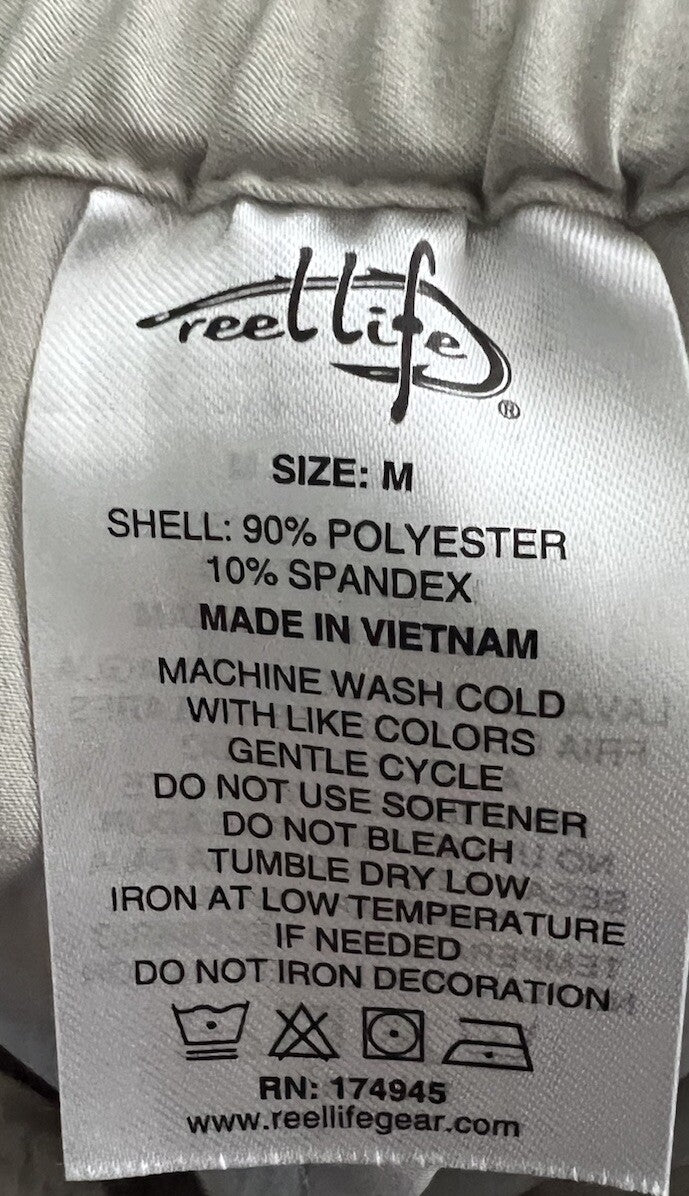 reel life
®
SIZE: M
SHELL: 90% POLYESTER
10% SPANDEX
MADE IN VIETNAM
MACHINE WASH COLD
WITH LIKE COLORS
GENTLE CYCLE
DO NOT USE SOFTENER
DO NOT BLEACH
TUMBLE DRY LOW
IRON AT LOW TEMPERATURE
IF NEEDED
DO NOT IRON DECORATION
RN: 174945
www.reellifegear.com